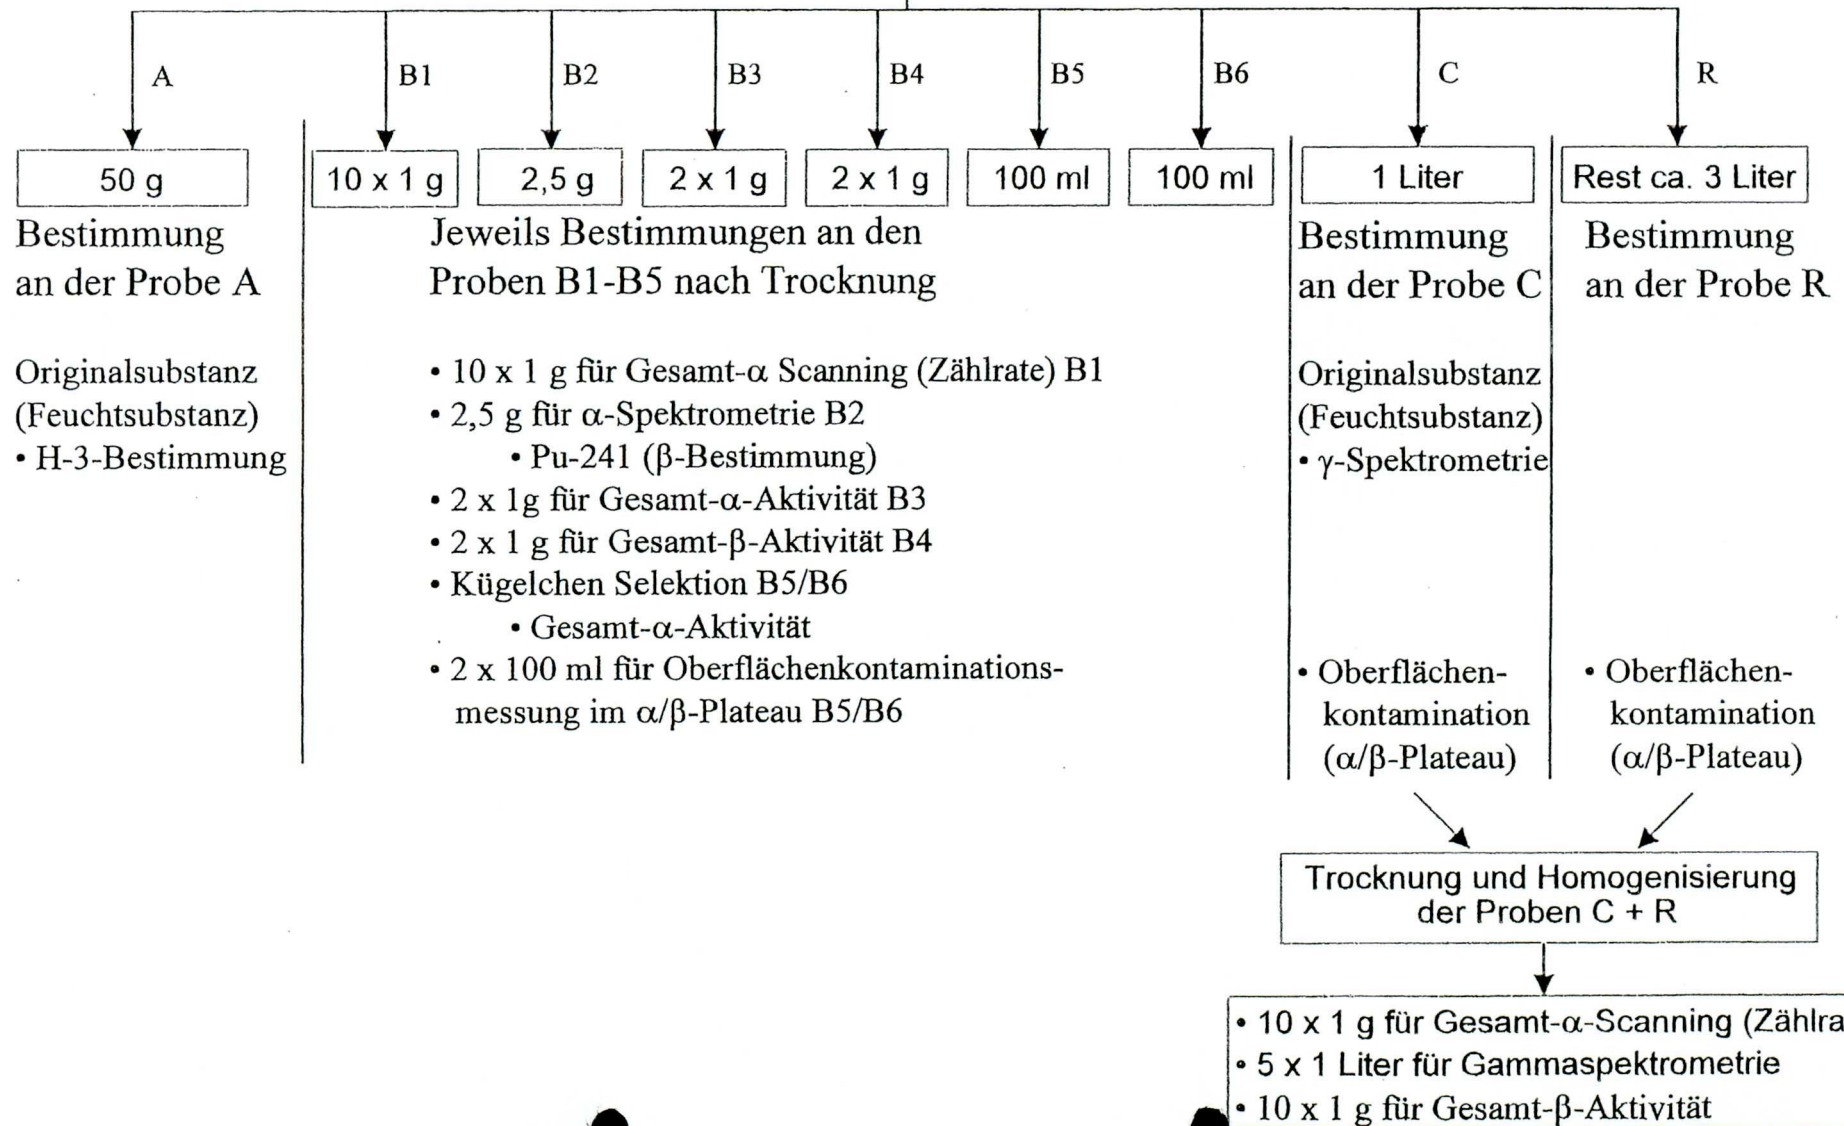 A
B1
B2
B3
B4
B5
B6
C
R
50 g
10 x 1 g
2,5 g
2 x 1 g
2 x 1 g
100 ml
100 ml
1 Liter
Rest ca. 3 Liter
Bestimmung
an der Probe A
Originalsubstanz
(Feuchtsubstanz)
• H-3-Bestimmung
Jeweils Bestimmungen an den
Proben B1-B5 nach Trocknung
• 10 x 1 g für Gesamt-α Scanning (Zählrate) B1
• 2,5 g für α-Spektrometrie B2
• Pu-241 (β-Bestimmung)
• 2 x 1g für Gesamt-α-Aktivität B3
• 2 x 1 g für Gesamt-β-Aktivität B4
• Kügelchen Selektion B5/B6
• Gesamt-α-Aktivität
• 2 x 100 ml für Oberflächenkontaminations-
messung im α/β-Plateau B5/B6
Bestimmung
an der Probe C
Originalsubstanz
(Feuchtsubstanz)
• γ-Spektrometrie
• Oberflächen-
kontamination
(α/β-Plateau)
Bestimmung
an der Probe R
• Oberflächen-
kontamination
(α/β-Plateau)
Trocknung und Homogenisierung
der Proben C + R
• 10 x 1 g für Gesamt-α-Scanning (Zählra
• 5 x 1 Liter für Gammaspektrometrie
• 10 x 1 g für Gesamt-β-Aktivität